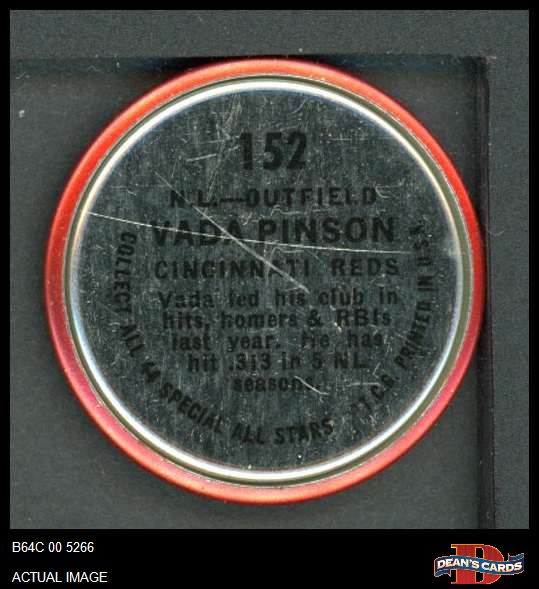 152
N.L.—OUTFIELD
VADA PINSON
CINCINNATI REDS
Vada led his club in
hits, homers & RBIs
last year. He has
hit .313 in 5 NL
seasons.
COLLECT ALL 44 SPECIAL ALL STARS
T.C.G. PRINTED IN U.S.A.
B64C 00 5266
ACTUAL IMAGE
B
DEAN'S CARDS